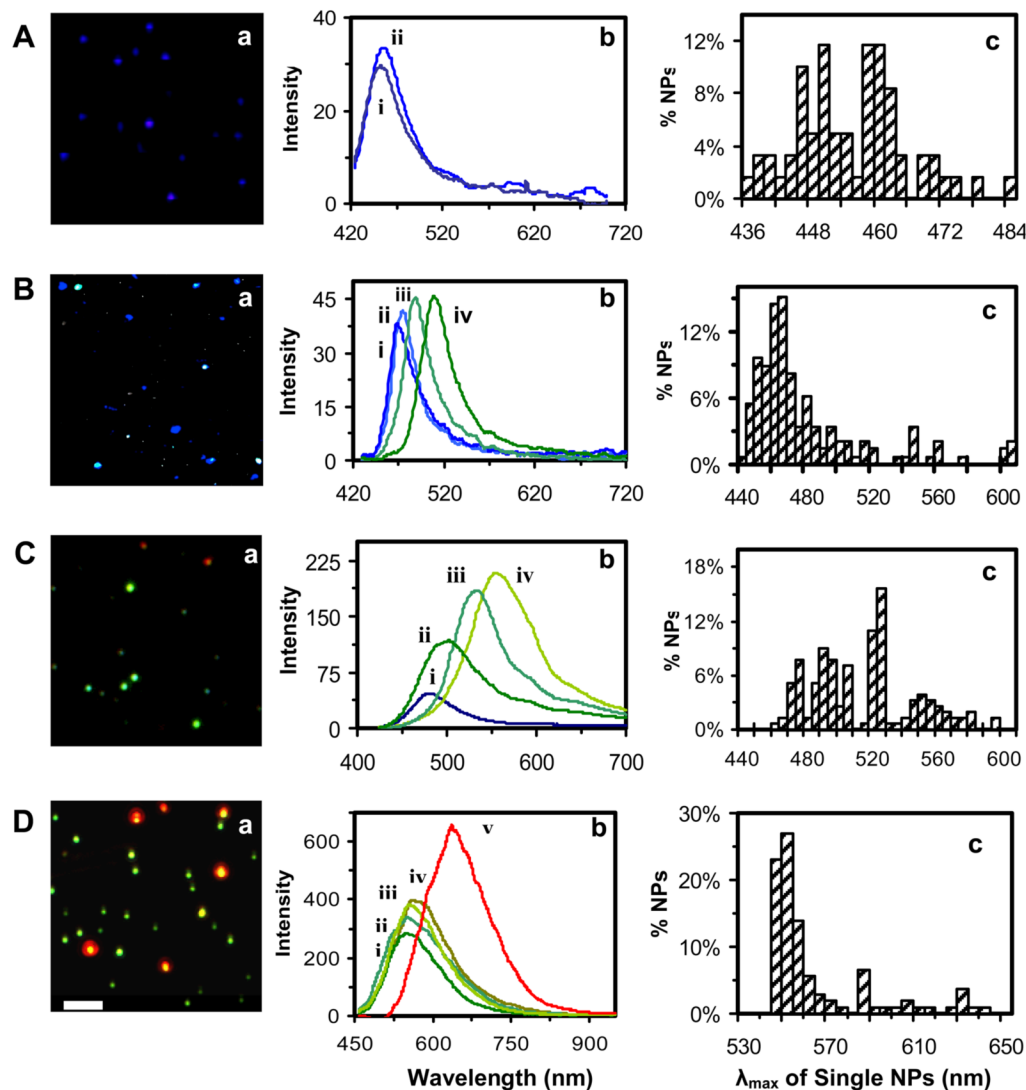 A
a
b
c
Intensity
40
20
0
ii
i
420
520
620
720
% NPs
12%
8%
4%
0%
436
448
460
472
484
B
a
b
c
Intensity
45
30
15
0
iii
ii
i
iv
420
520
620
720
% NPs
12%
6%
0%
440
480
520
560
600
C
a
b
c
Intensity
225
150
75
0
iii
iv
ii
i
400
500
600
700
% NPs
18%
12%
6%
0%
440
480
520
560
600
D
a
b
c
Intensity
600
400
200
0
v
iv
iii
ii
i
450
600
750
900
Wavelength (nm)
% NPs
30%
20%
10%
0%
530
570
610
650
λmax of Single NPs (nm)